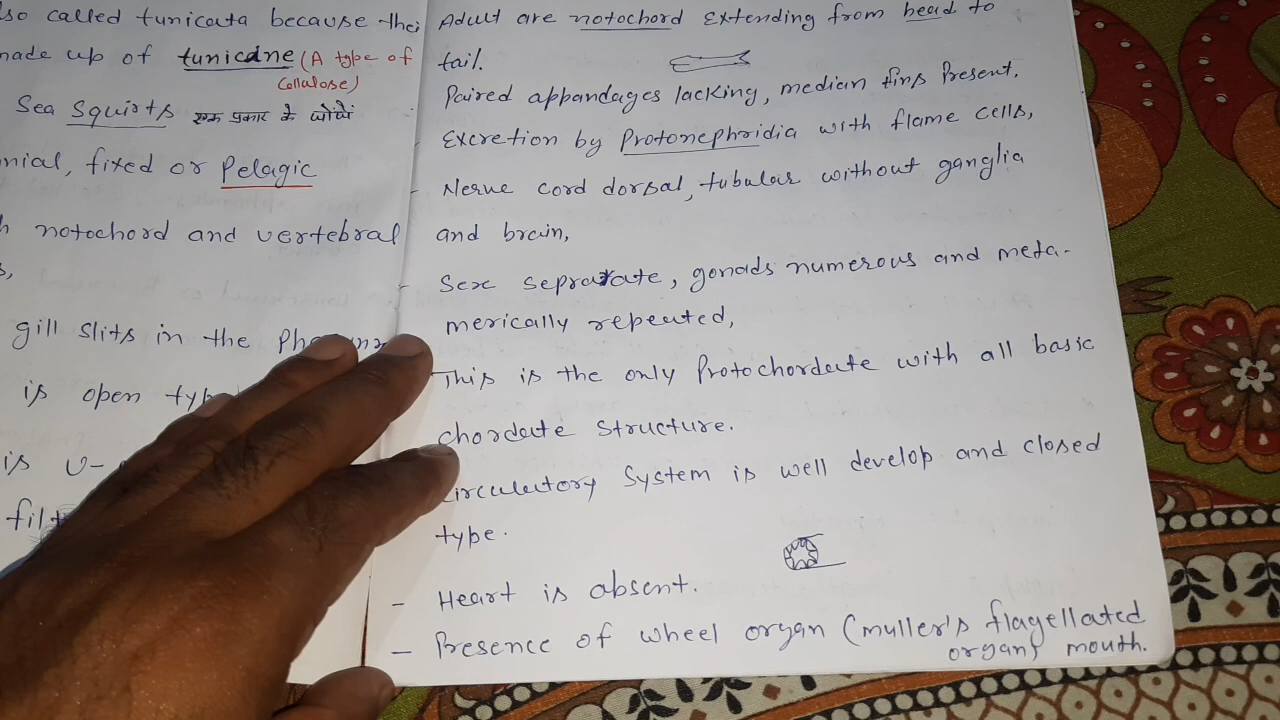 so called tunicata because thei
made up of tunicine (A type of
Cellulose)
Sea Squirts एक प्रकार के
nial, fixed or Pelagic
notochord and vertebral
gill slits in the
is open
is U-
Adult are notochord extending from head to
tail.
Paired appandages lacking, median fins Present.
Excretion by Protonephridia with flame cells,
- Nerve cord dorsal, tubular without ganglia
and brain,
- Sex seprarate, gonads numerous and meta-
merically repeated,
This is the only Protochordate with all basic
chordate structure.
circulatory System is well develop and closed
type.
- Heart is absent.
- Presence of wheel organ (muller's flagellated
organ) mouth.